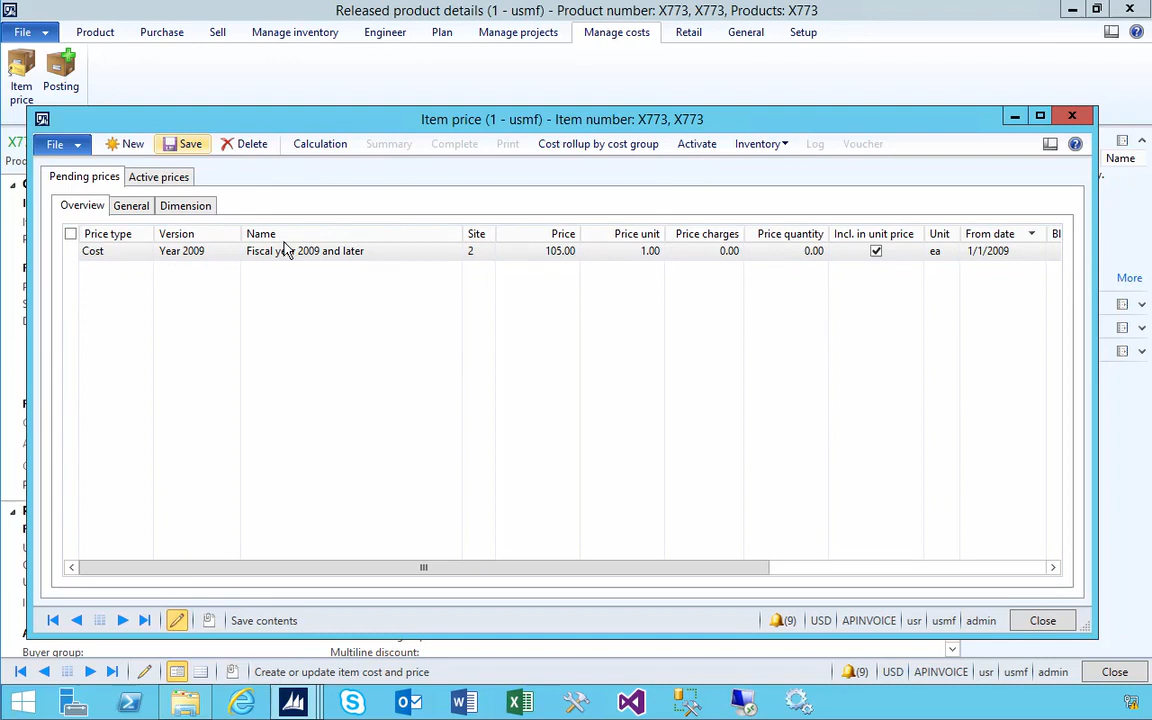 Released product details (1 - usmf) - Product number: X773, X773, Products: X773
File Product Purchase Sell Manage inventory Engineer Plan Manage projects Manage costs Retail General Setup
Item price
Posting
Item price (1 - usmf) - Item number: X773, X773
File New Save Delete Calculation Summary Complete Print Cost rollup by cost group Activate Inventory Log Voucher
Name
Pending prices Active prices
Overview General Dimension
Price type Version Name Site Price Price unit Price charges Price quantity Incl. in unit price Unit From date Bl
Cost Year 2009 Fiscal year 2009 and later 2 105.00 1.00 0.00 0.00 ea 1/1/2009
More
Save contents (9) USD APINVOICE usr usmf admin Close
Buyer group: Multiline discount:
Create or update item cost and price (9) USD APINVOICE usr usmf admin Close